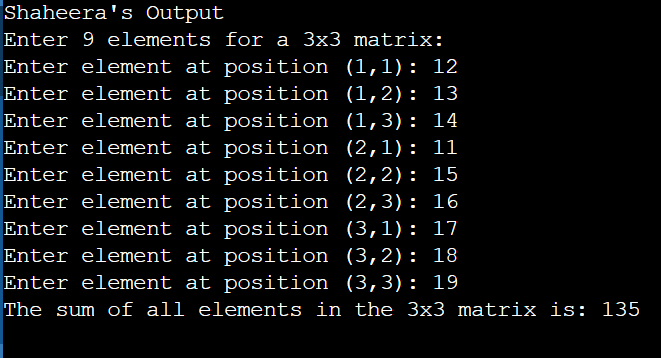 Shaheera's Output
Enter 9 elements for a 3x3 matrix:
Enter element at position (1,1): 12
Enter element at position (1,2): 13
Enter element at position (1,3): 14
Enter element at position (2,1): 11
Enter element at position (2,2): 15
Enter element at position (2,3): 16
Enter element at position (3,1): 17
Enter element at position (3,2): 18
Enter element at position (3,3): 19
The sum of all elements in the 3x3 matrix is: 135